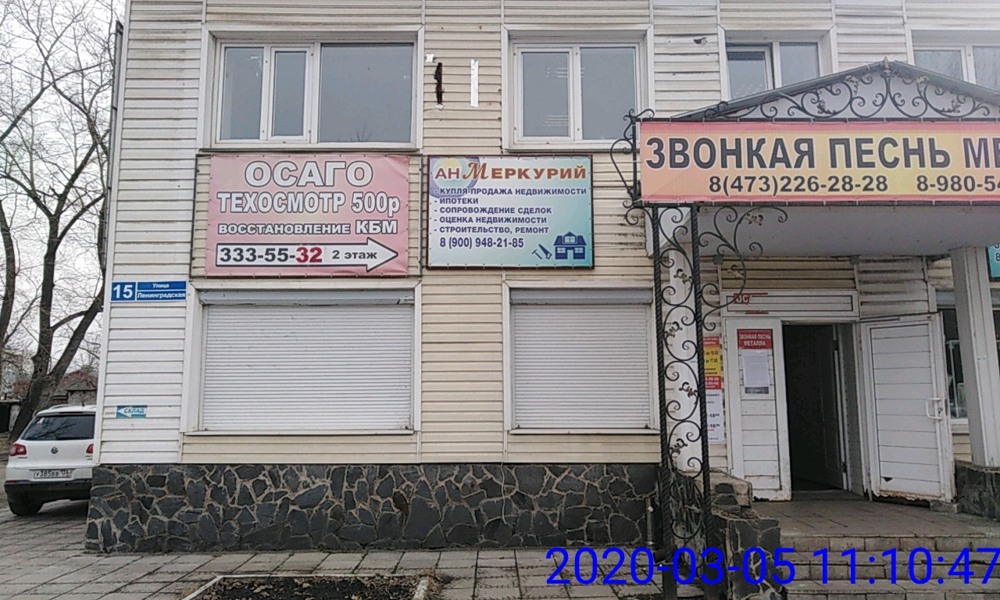 ОСАГО
ТЕХОСМОТР 500р
ВОССТАНОВЛЕНИЕ КБМ
333-55-32 2 этаж
АН МЕРКУРИЙ
- КУПЛЯ-ПРОДАЖА НЕДВИЖИМОСТИ
- ИПОТЕКИ
- СОПРОВОЖДЕНИЕ СДЕЛОК
- ОЦЕНКА НЕДВИЖИМОСТИ
- СТРОИТЕЛЬСТВО, РЕМОНТ
8 (900) 948-21-85
ЗВОНКАЯ ПЕСНЬ МЕ
8(473)226-28-28 8-980-54
15 Улица
Ленинградская
ОС
ЗВОНКАЯ ПЕСНЬ
МЕТАЛЛА
СКЛАД
2020-03-05 11:10:47